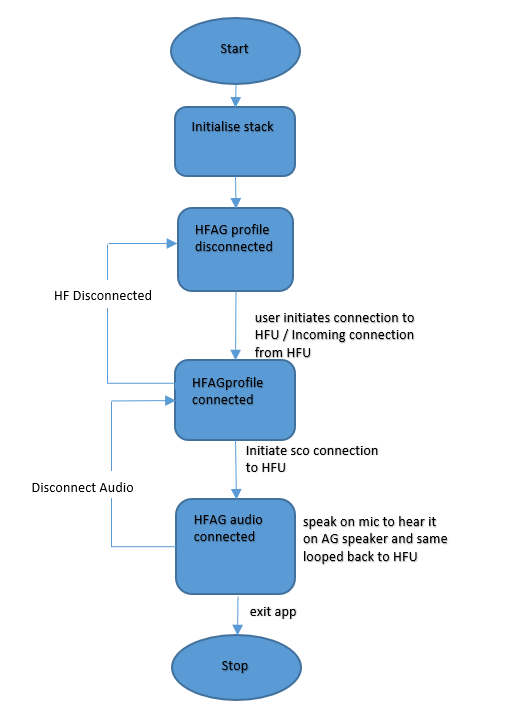 Start
Initialise stack
HFAG profile
disconnected
HF Disconnected
user initiates connection to
HFU / Incoming connection
from HFU
HFAGprofile
connected
Initiate sco connection
to HFU
Disconnect Audio
HFAG audio
connected
speak on mic to hear it
on AG speaker and same
looped back to HFU
exit app
Stop